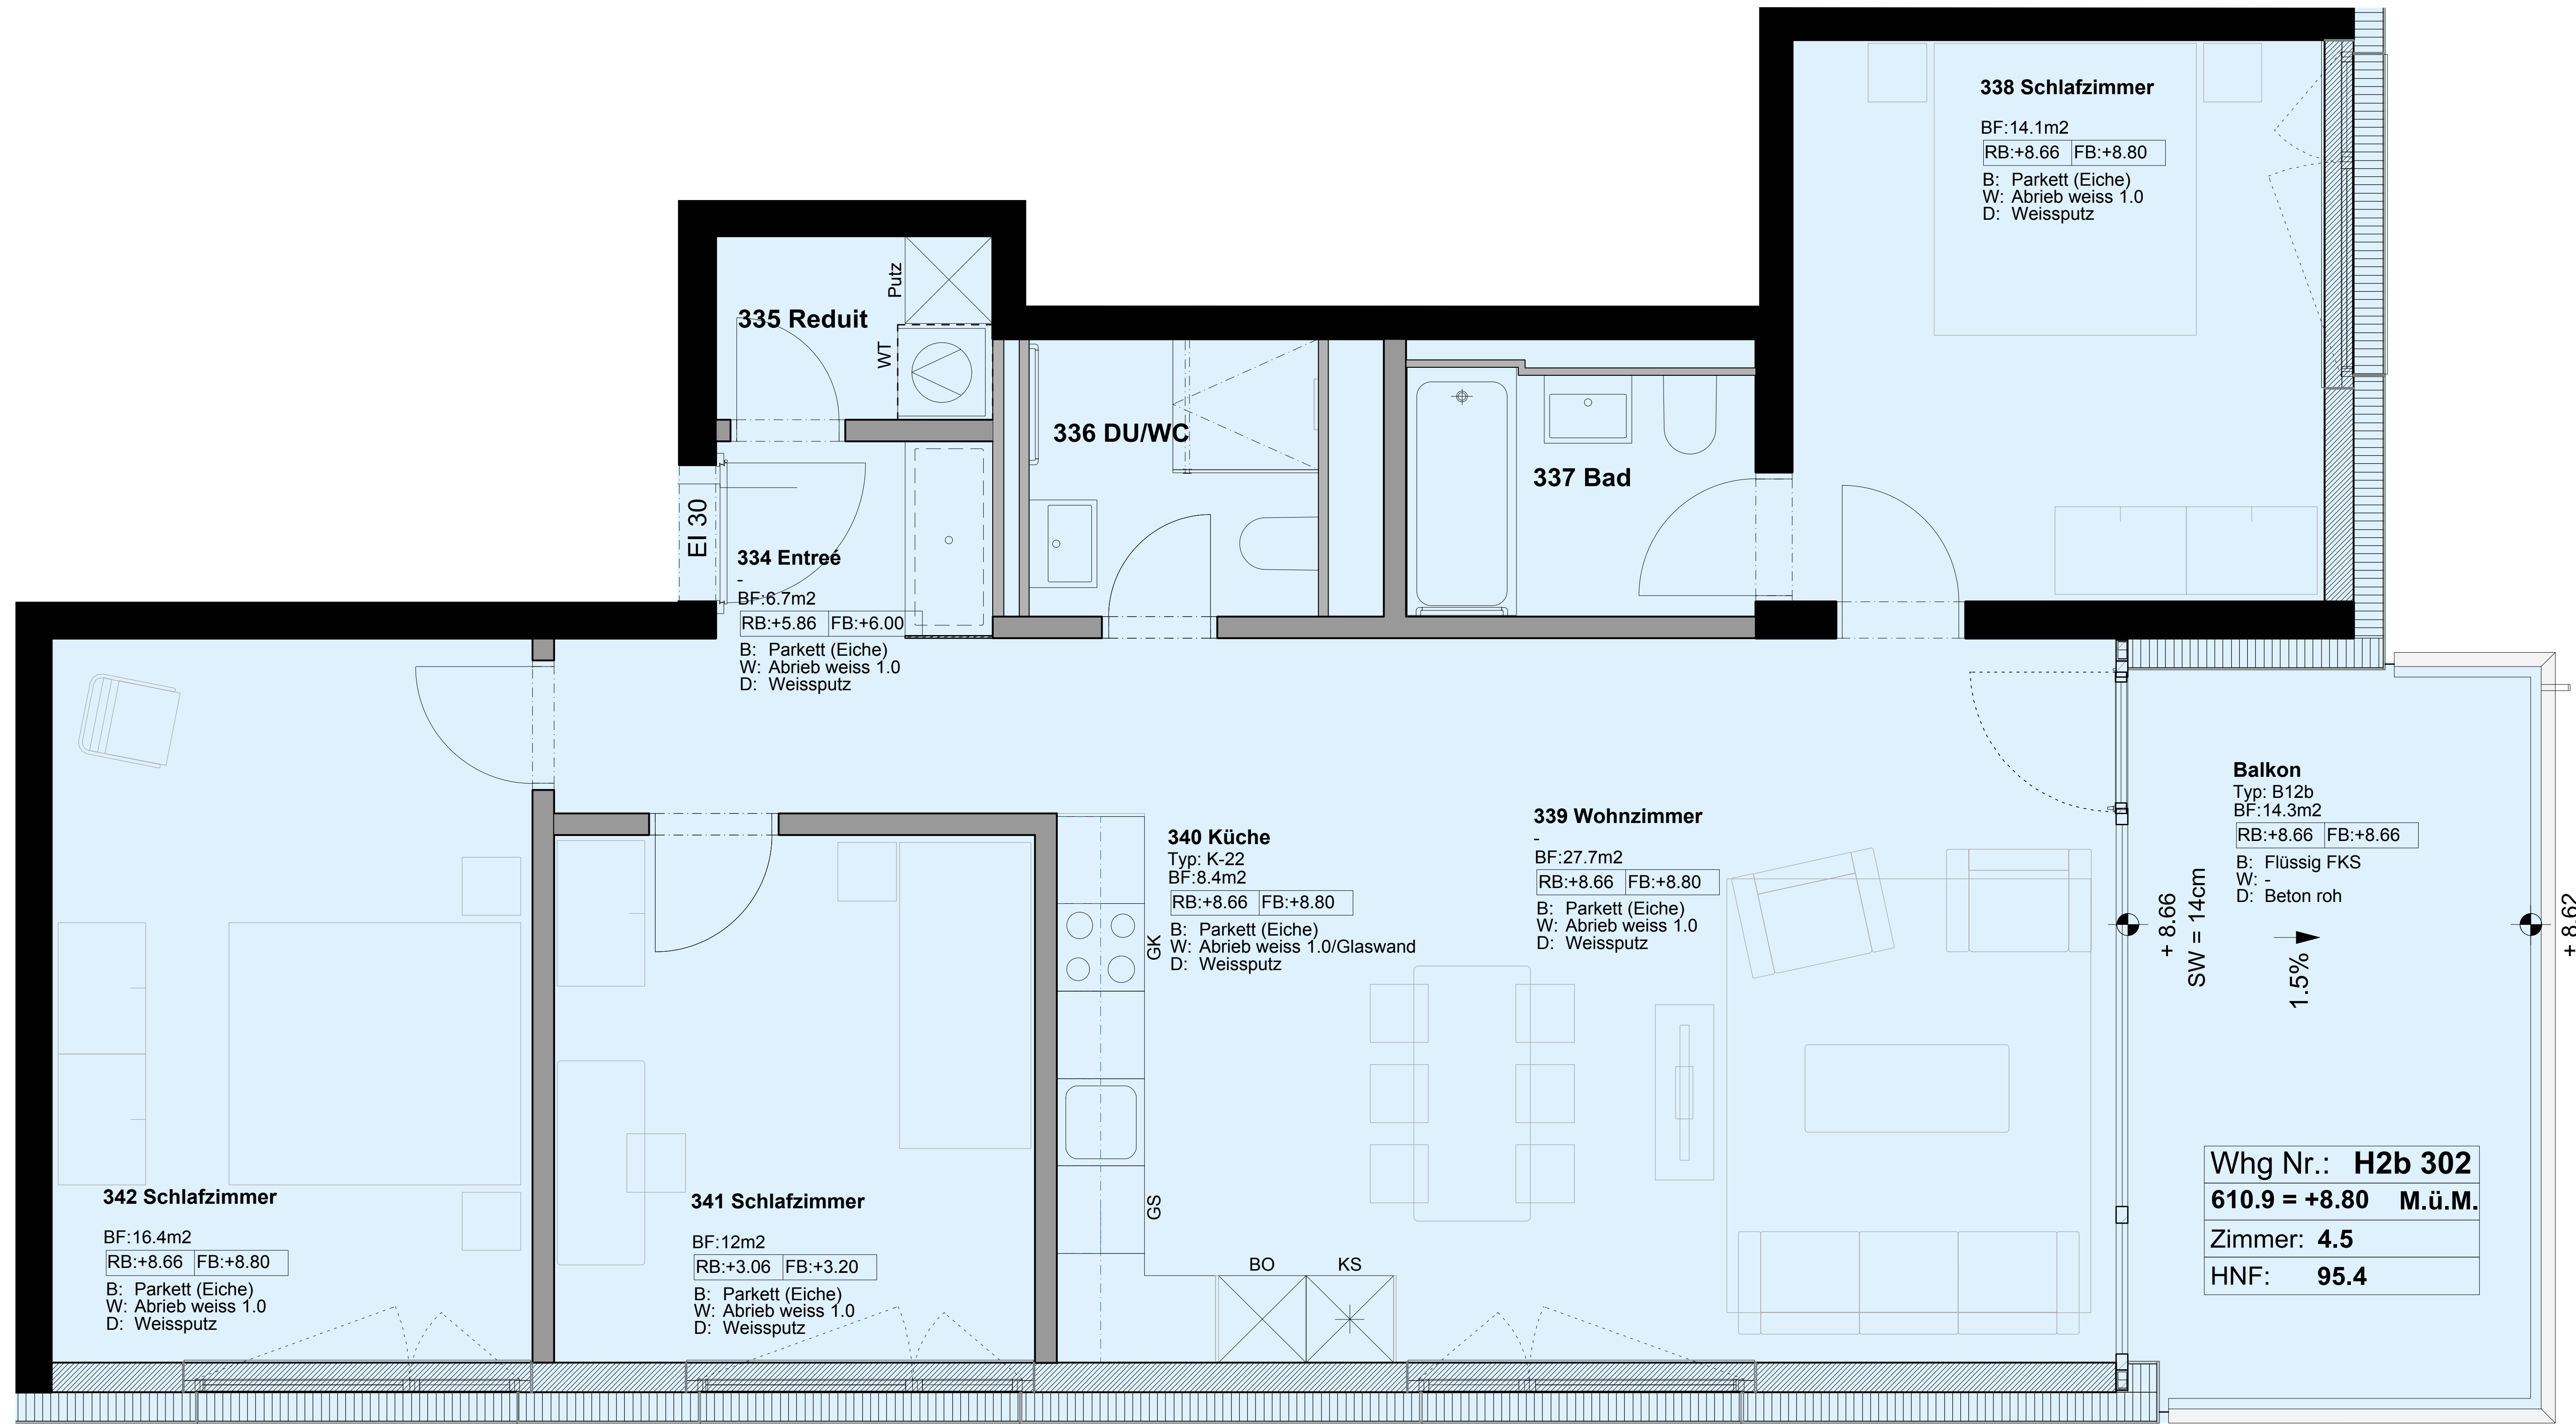 338 Schlafzimmer
BF:14.1m2
RB:+8.66 FB:+8.80
B: Parkett (Eiche)
W: Abrieb weiss 1.0
D: Weissputz
Putz
335 Reduit
WT
336 DU/WC
337 Bad
EI 30
334 Entreé
-
BF:6.7m2
RB:+5.86 FB:+6.00
B: Parkett (Eiche)
W: Abrieb weiss 1.0
D: Weissputz
340 Küche
Typ: K-22
BF:8.4m2
RB:+8.66 FB:+8.80
B: Parkett (Eiche)
W: Abrieb weiss 1.0/Glaswand
D: Weissputz
GK
GS
BO
KS
339 Wohnzimmer
-
BF:27.7m2
RB:+8.66 FB:+8.80
B: Parkett (Eiche)
W: Abrieb weiss 1.0
D: Weissputz
Balkon
Typ: B12b
BF:14.3m2
RB:+8.66 FB:+8.66
B: Flüssig FKS
W: -
D: Beton roh
+ 8.66
SW = 14cm
1.5%
+ 8.62
342 Schlafzimmer
BF:16.4m2
RB:+8.66 FB:+8.80
B: Parkett (Eiche)
W: Abrieb weiss 1.0
D: Weissputz
341 Schlafzimmer
BF:12m2
RB:+3.06 FB:+3.20
B: Parkett (Eiche)
W: Abrieb weiss 1.0
D: Weissputz
Whg Nr.: H2b 302
610.9 = +8.80 M.ü.M.
Zimmer: 4.5
HNF: 95.4